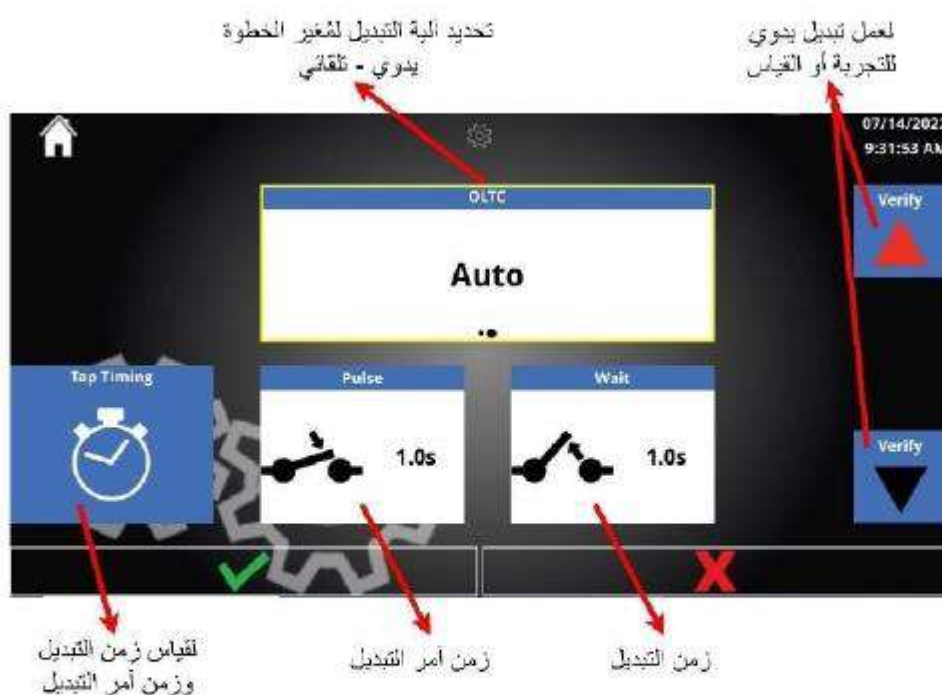 تحديد آلية التبديل لمُغير الخطوة
يدوي - تلقائي
لعمل تبديل يدوي
للتجربة أو القياس
07/14/2022
9:31:53 AM
OLTC
Auto
Verify
Tap Timing
Pulse
1.0s
Wait
1.0s
Verify
لقياس زمن التبديل
وزمن أمر التبديل
زمن أمر التبديل
زمن التبديل